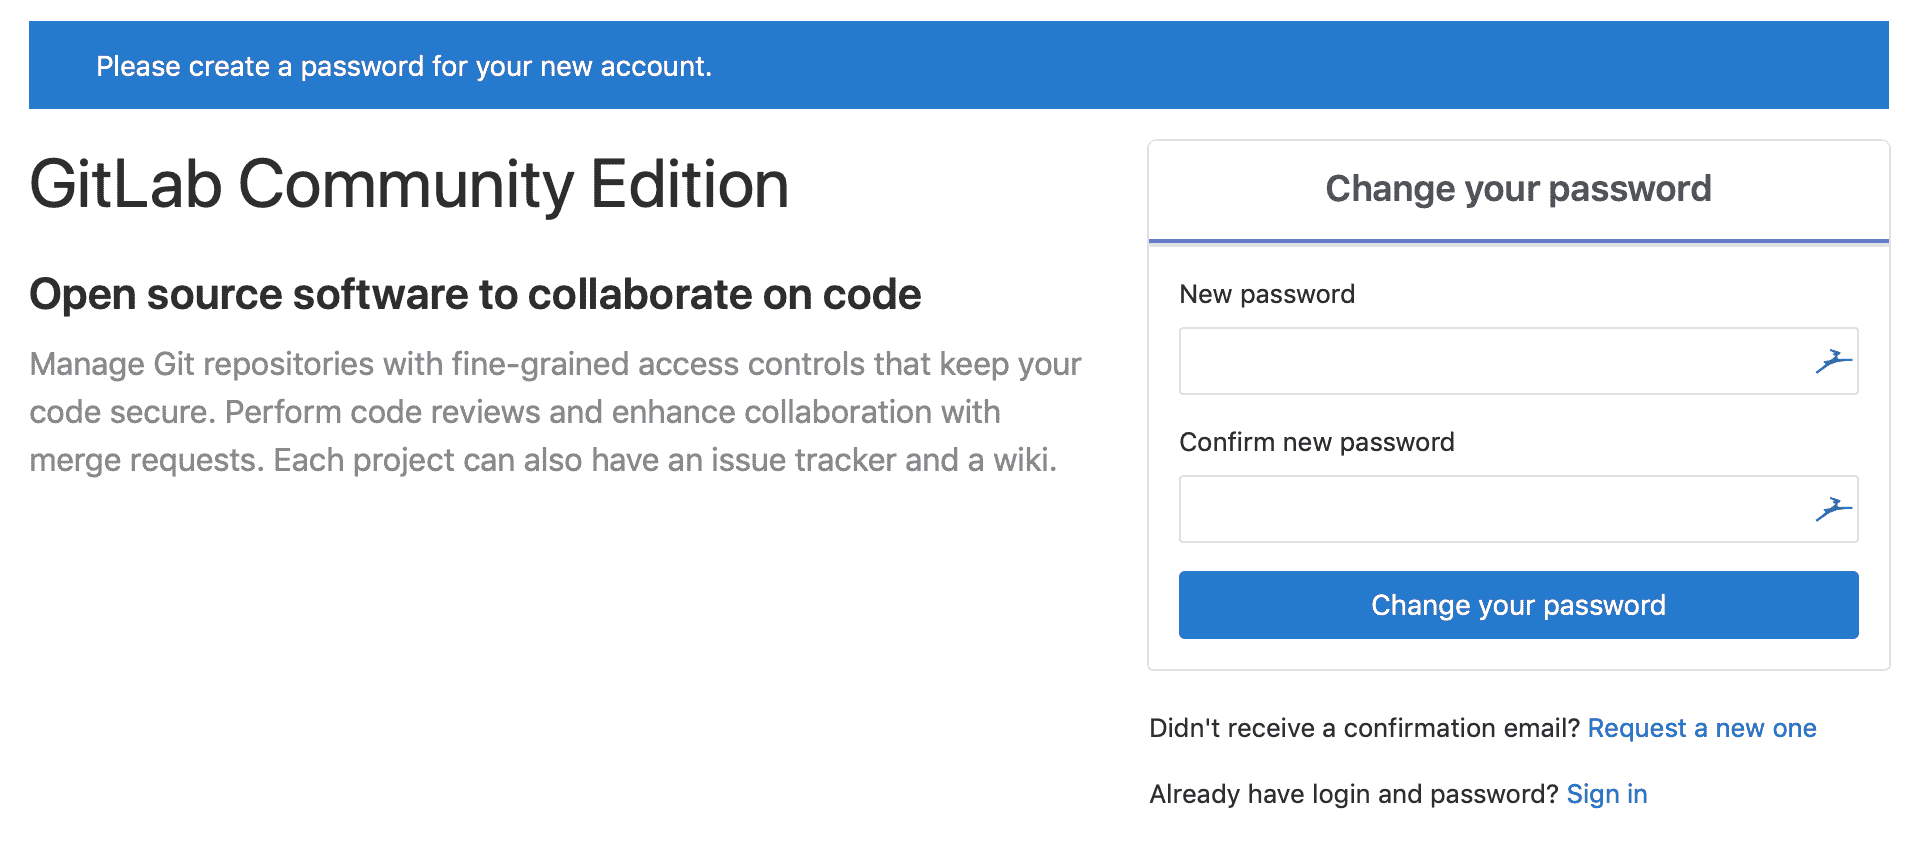 Please create a password for your new account.
GitLab Community Edition
Open source software to collaborate on code
Manage Git repositories with fine-grained access controls that keep your
code secure. Perform code reviews and enhance collaboration with
merge requests. Each project can also have an issue tracker and a wiki.
Change your password
New password
Confirm new password
Change your password
Didn't receive a confirmation email? Request a new one
Already have login and password? Sign in